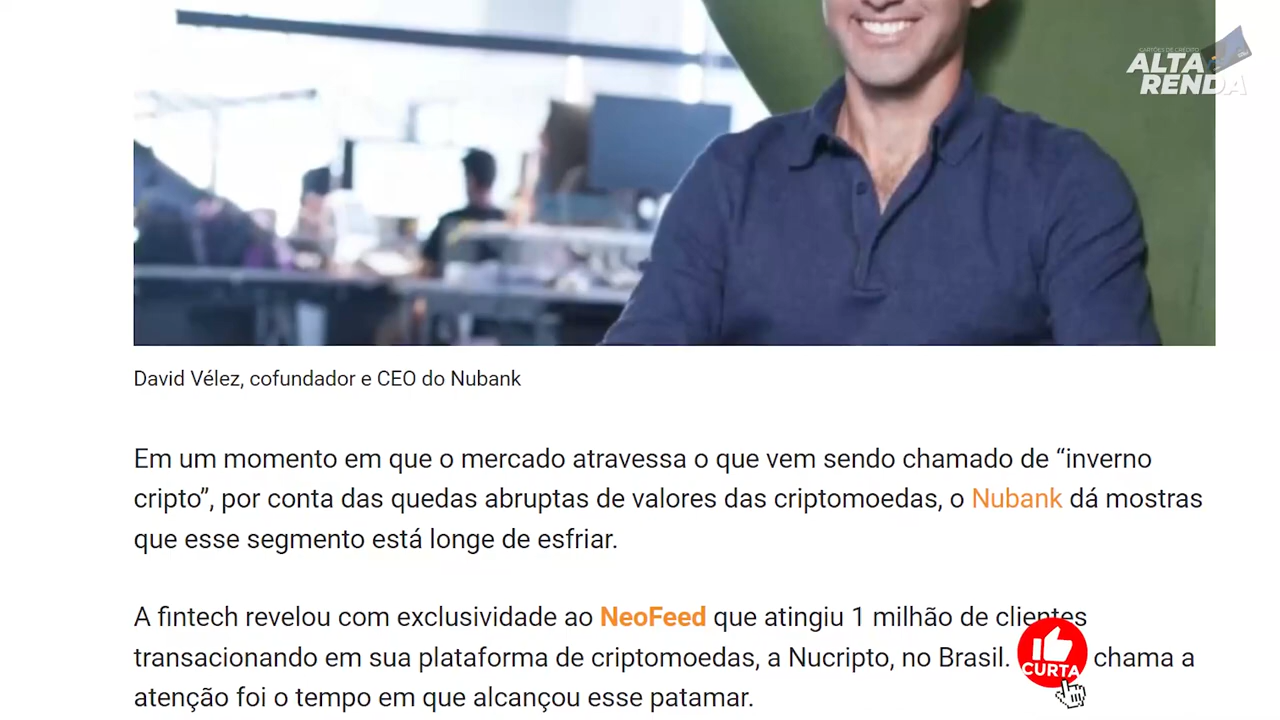 CARTÕES DE CRÉDITO
ALTA
RENDA
David Vélez, cofundador e CEO do Nubank
Em um momento em que o mercado atravessa o que vem sendo chamado de “inverno
cripto”, por conta das quedas abruptas de valores das criptomoedas, o Nubank dá mostras
que esse segmento está longe de esfriar.
A fintech revelou com exclusividade ao NeoFeed que atingiu 1 milhão de clientes
transacionando em sua plataforma de criptomoedas, a Nucripto, no Brasil. chama a
CURTA
atenção foi o tempo em que alcançou esse patamar.